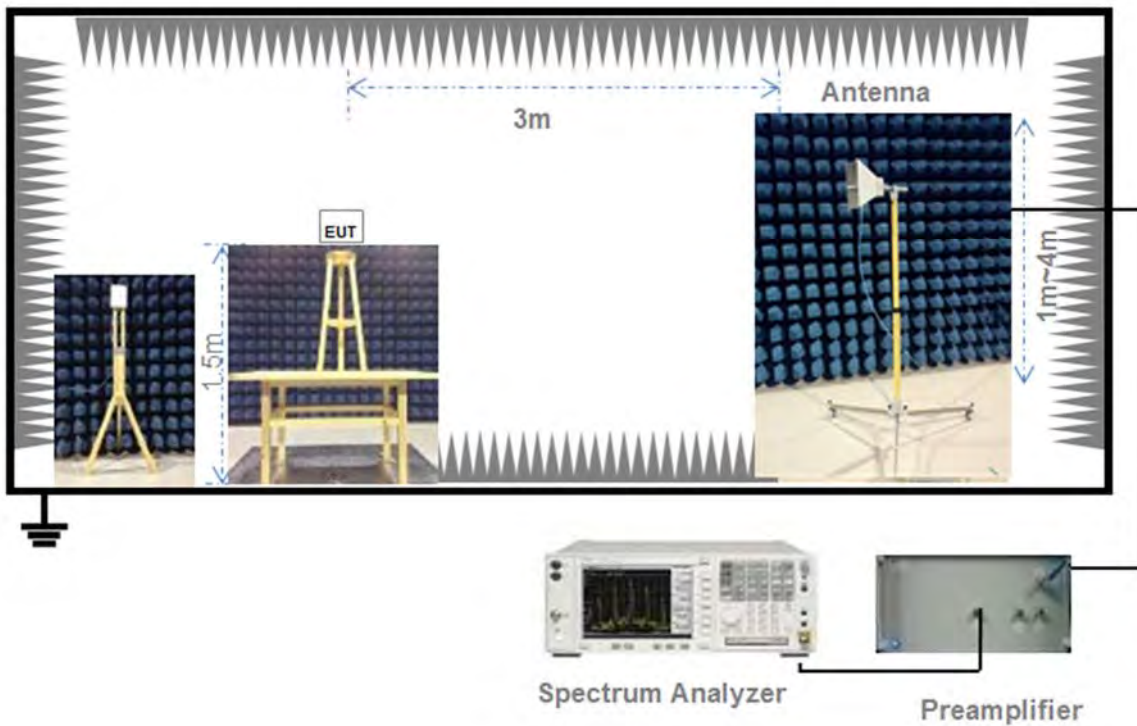 Antenna
3m
EUT
1.5m
1m~4m
Spectrum Analyzer
Preamplifier